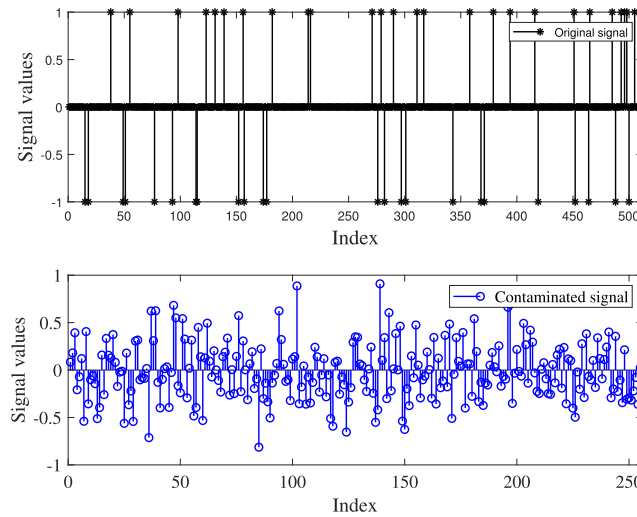 1
0.5
0
-0.5
-1
Signal values
Original signal
0 50 100 150 200 250 300 350 400 450 500
Index
1
0.5
0
-0.5
-1
Signal values
Contaminated signal
0 50 100 150 200 250
Index